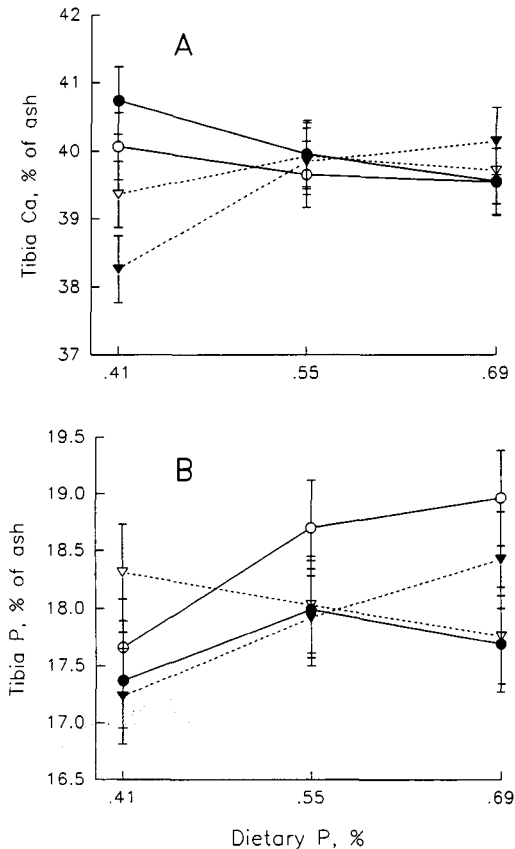 A
42
41
40
39
38
37
Tibia Ca, % of ash
.41 .55 .69
B
19.5
19.0
18.5
18.0
17.5
17.0
16.5
Tibia P, % of ash
.41 .55 .69
Dietary P, %